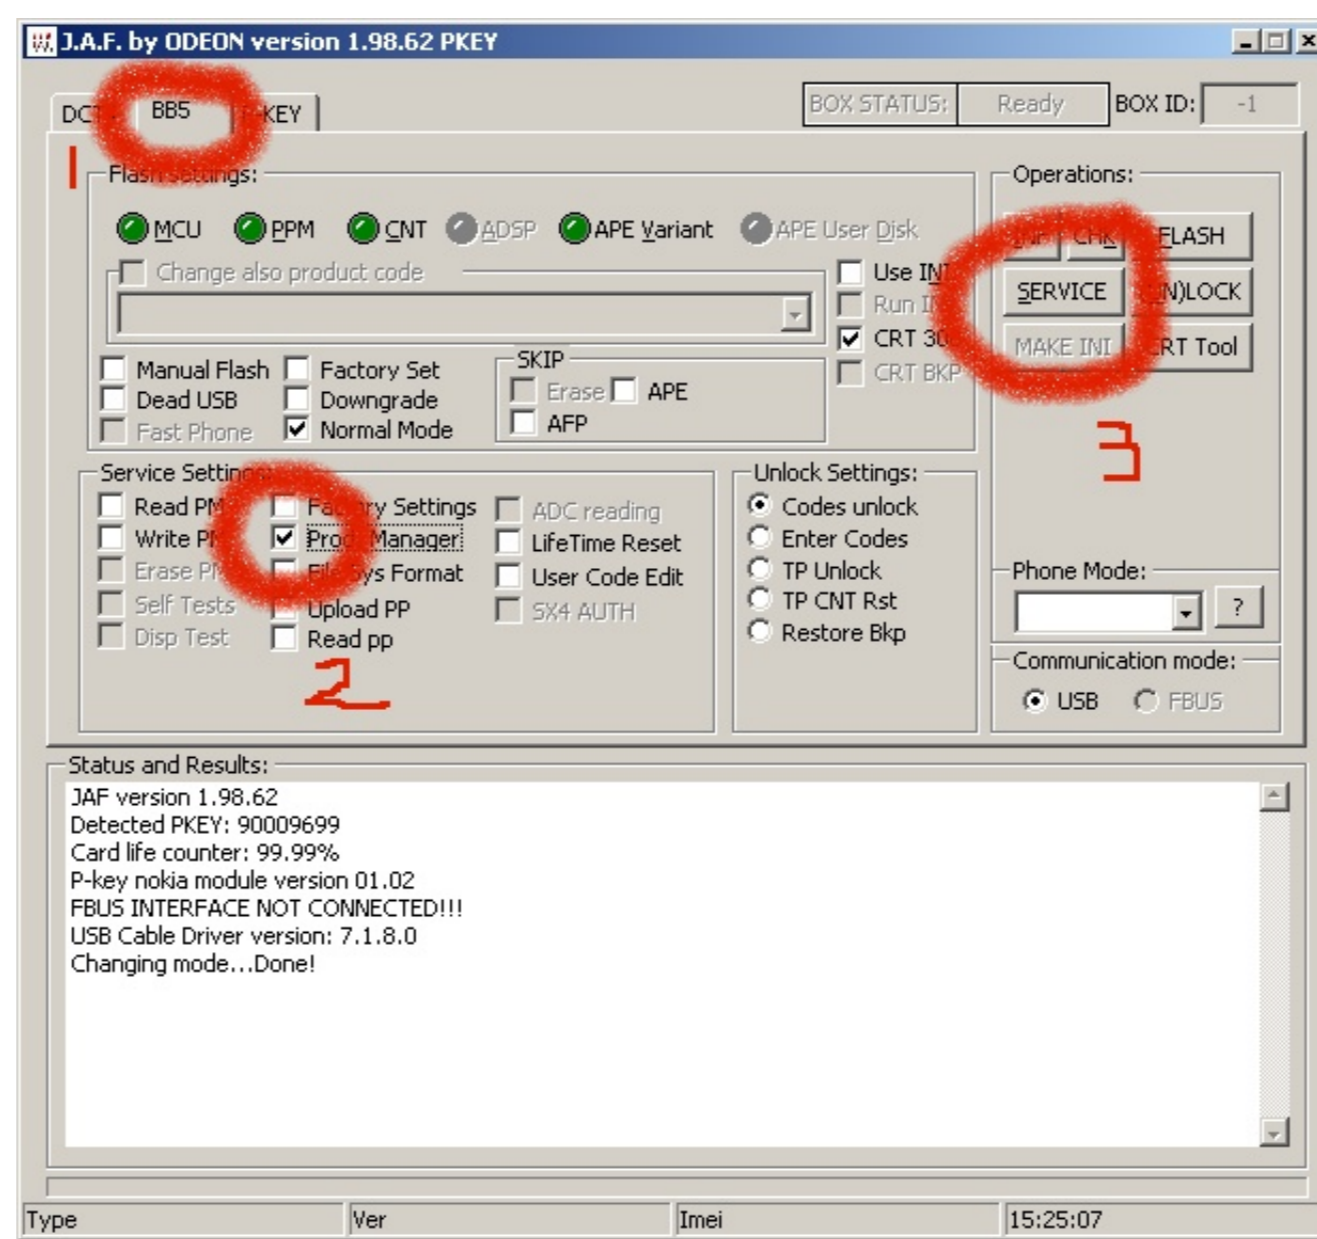 J.A.F. by ODEON version 1.98.62 PKEY
BB5 KEY
BOX STATUS: Ready BOX ID: -1
1
Flash settings:
MCU PPM CNT ADSP APE Variant APE User Disk
Change also product code
Use INI
Run
CRT
CRT BKP
Manual Flash Factory Set
Dead USB Downgrade
Fast Phone Normal Mode
SKIP
Erase APE
AFP
Operations:
CHK FLASH
SERVICE LOCK
MAKE INI CRT Tool
3
Service Settings:
Read PM Factory Settings ADC reading
Write PM Prod. Manager LifeTime Reset
Erase PM File Sys Format User Code Edit
Self Tests Upload PP SX4 AUTH
Disp Test Read pp
2
Unlock Settings:
Codes unlock
Enter Codes
TP Unlock
TP CNT Rst
Restore Bkp
Phone Mode:
?
Communication mode:
USB FBUS
Status and Results:
JAF version 1.98.62
Detected PKEY: 90009699
Card life counter: 99.99%
P-key nokia module version 01.02
FBUS INTERFACE NOT CONNECTED!!!
USB Cable Driver version: 7.1.8.0
Changing mode...Done!
Type Ver Imei 15:25:07